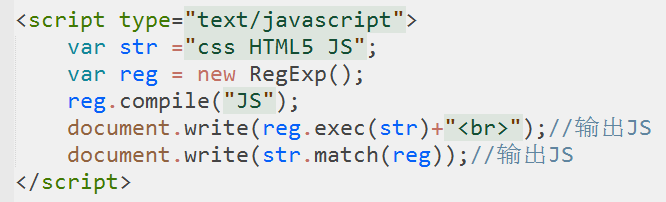 <script type="text/javascript">
var str ="css HTML5 JS";
var reg = new RegExp();
reg.compile("JS");
document.write(reg.exec(str)+"<br>");//输出JS
document.write(str.match(reg));//输出JS
</script>